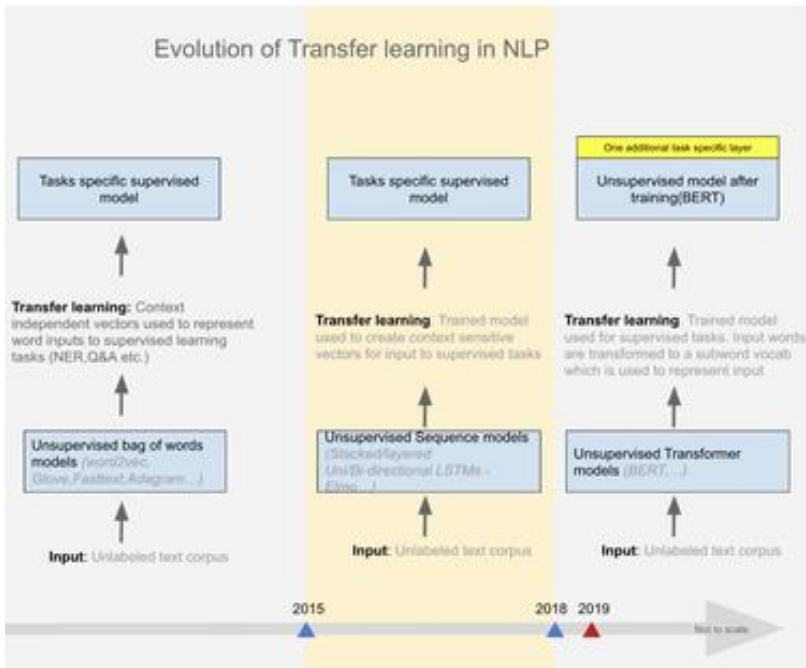 Evolution of Transfer learning in NLP
Tasks specific supervised
model
Transfer learning: Context
independent vectors used to represent
word inputs to supervised learning
tasks (NER,Q&A etc.)
Unsupervised bag of words
models (word2vec,
Glove,Fasttext,Adagram...)
Input: Unlabeled text corpus
Tasks specific supervised
model
Transfer learning: Trained model
used to create context sensitive
vectors for input to supervised tasks
Unsupervised Sequence models
(Stacked/layered
Uni/Bi-directional LSTMs -
Elmo...)
Input: Unlabeled text corpus
One additional task specific layer
Unsupervised model after
training(BERT)
Transfer learning: Trained model
used for supervised tasks. Input words
are transformed to a subword vocab
which is used to represent input
Unsupervised Transformer
models (BERT, ...)
Input: Unlabeled text corpus
2015
2018
2019
Not to scale